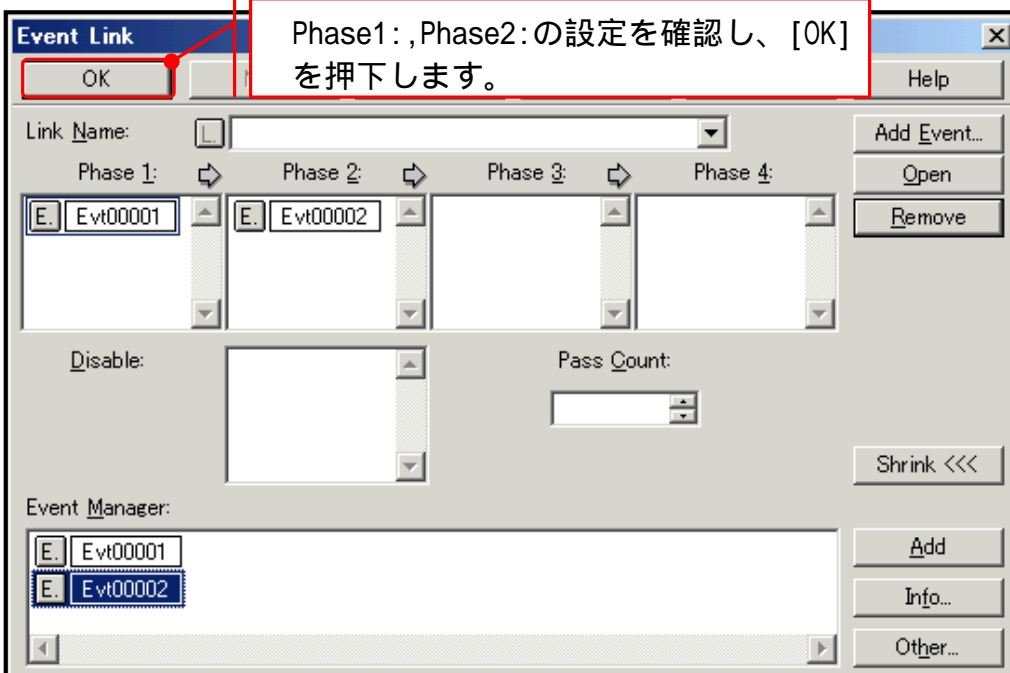 Event Link
Phase1:,Phase2:の設定を確認し、[OK]
を押下します。
OK
Help
Link Name:
L.
Add Event...
Phase 1:
Phase 2:
Phase 3:
Phase 4:
Open
E. Evt00001
E. Evt00002
Remove
Disable:
Pass Count:
Shrink <<<
Event Manager:
E. Evt00001
Add
E. Evt00002
Info...
Other...